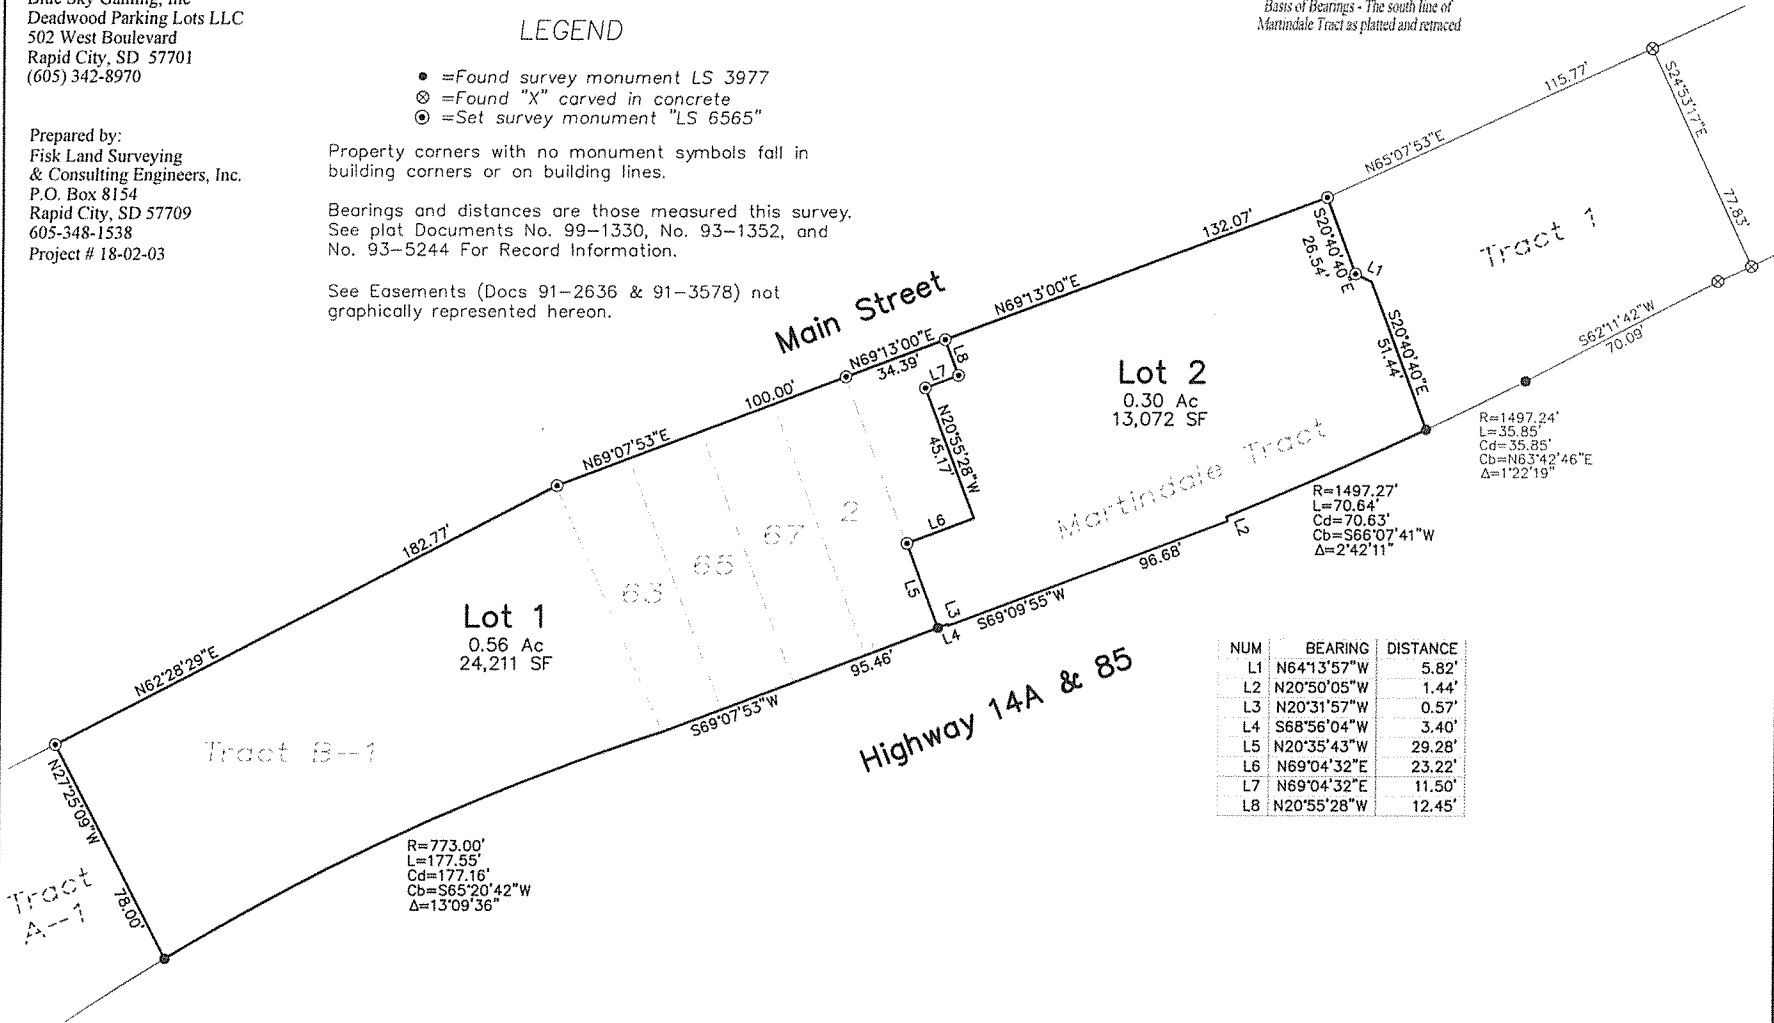 Blue Sky Gaming, Inc
Deadwood Parking Lots LLC
502 West Boulevard
Rapid City, SD 57701
(605) 342-8970
Prepared by:
Fisk Land Surveying
& Consulting Engineers, Inc.
P.O. Box 8154
Rapid City, SD 57709
605-348-1538
Project # 18-02-03
LEGEND
=Found survey monument LS 3977
=Found "X" carved in concrete
=Set survey monument "LS 6565"
Property corners with no monument symbols fall in
building corners or on building lines.
Bearings and distances are those measured this survey.
See plat Documents No. 99-1330, No. 93-1352, and
No. 93-5244 For Record Information.
See Easements (Docs 91-2636 & 91-3578) not
graphically represented hereon.
Basis of Bearings - The south line of
Martindale Tract as platted and retraced
115.77'
N65°07'53"E
S24°53'17"E
77.83'
Tract 1
S62°11'42"W
70.09'
132.07'
N69°13'00"E
S20°40'40"E
26.54'
L1
S20°40'40"E
51.44'
Main Street
N69°13'00"E
34.39'
L8
L7
N20°55'28"W
45.17'
L6
L5
L3
L4
Lot 2
0.30 Ac
13,072 SF
Martindale Tract
R=1497.24'
L=35.85'
Cd=35.85'
Cb=N63°42'46"E
Δ=1°22'19"
R=1497.27'
L=70.64'
Cd=70.63'
Cb=S66°07'41"W
Δ=2°42'11"
L2
96.68'
S69°09'55"W
100.00'
N69°07'53"E
63
65
67
2
182.77'
N62°28'29"E
Lot 1
0.56 Ac
24,211 SF
95.46'
S69°07'53"W
Highway 14A & 85
Tract B--1
N27°25'09"W
78.00'
Tract
A--1
R=773.00'
L=177.55'
Cd=177.16'
Cb=S65°20'42"W
Δ=13°09'36"
NUM BEARING DISTANCE
L1 N64°13'57"W 5.82'
L2 N20°50'05"W 1.44'
L3 N20°31'57"W 0.57'
L4 S68°56'04"W 3.40'
L5 N20°35'43"W 29.28'
L6 N69°04'32"E 23.22'
L7 N69°04'32"E 11.50'
L8 N20°55'28"W 12.45'